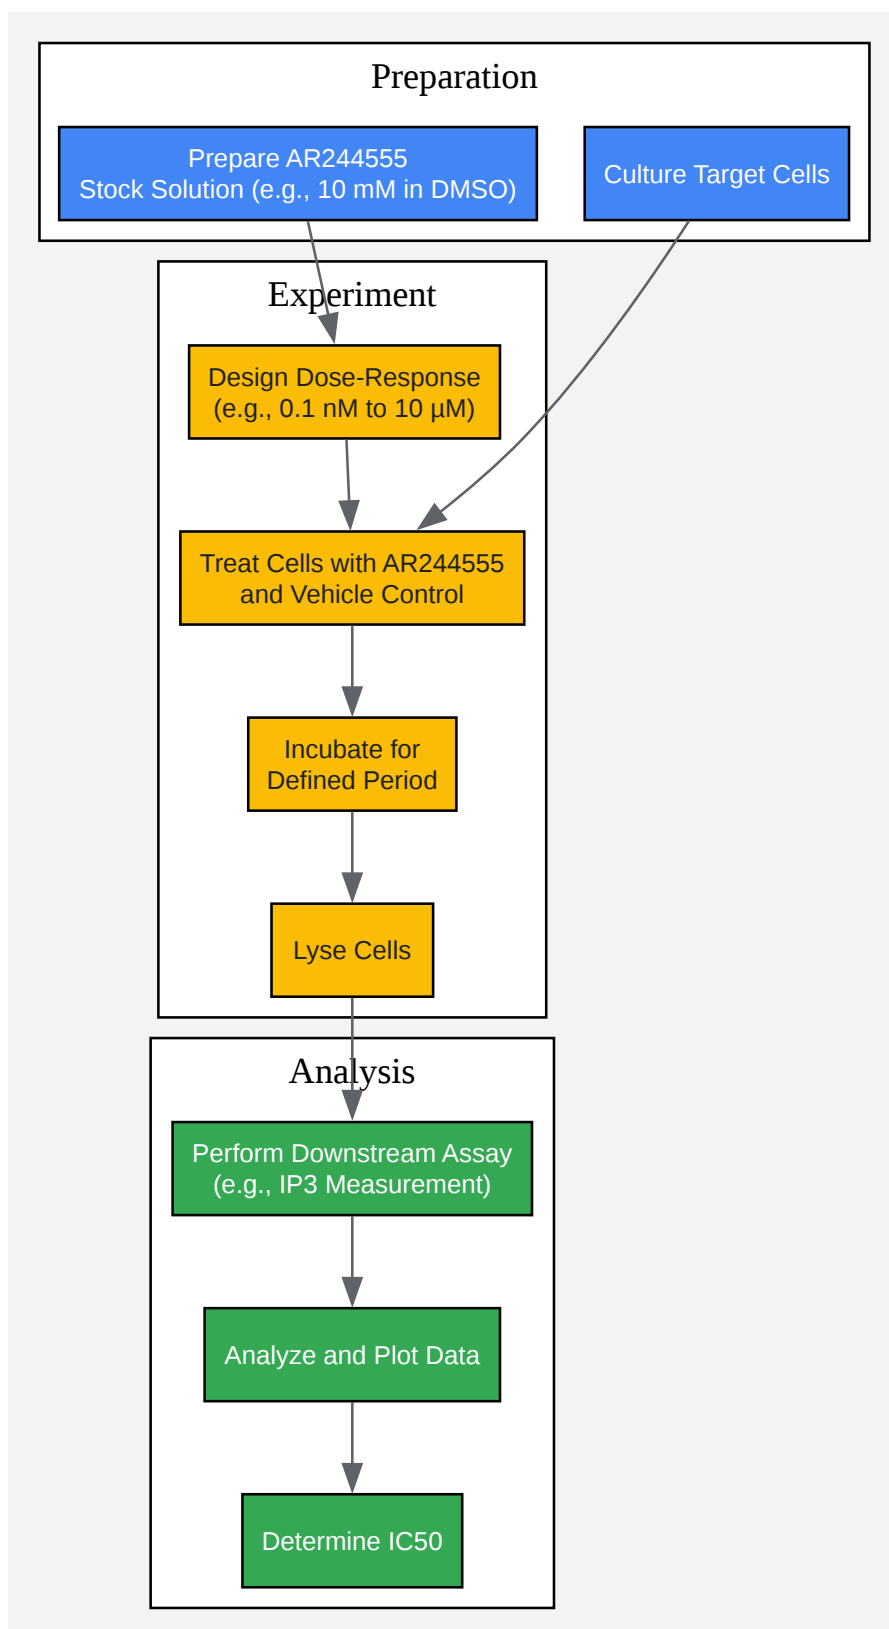 Preparation
Prepare AR244555
Stock Solution (e.g., 10 mM in DMSO)
Culture Target Cells
Experiment
Design Dose-Response
(e.g., 0.1 nM to 10 µM)
Treat Cells with AR244555
and Vehicle Control
Incubate for
Defined Period
Lyse Cells
Analysis
Perform Downstream Assay
(e.g., IP3 Measurement)
Analyze and Plot Data
Determine IC50